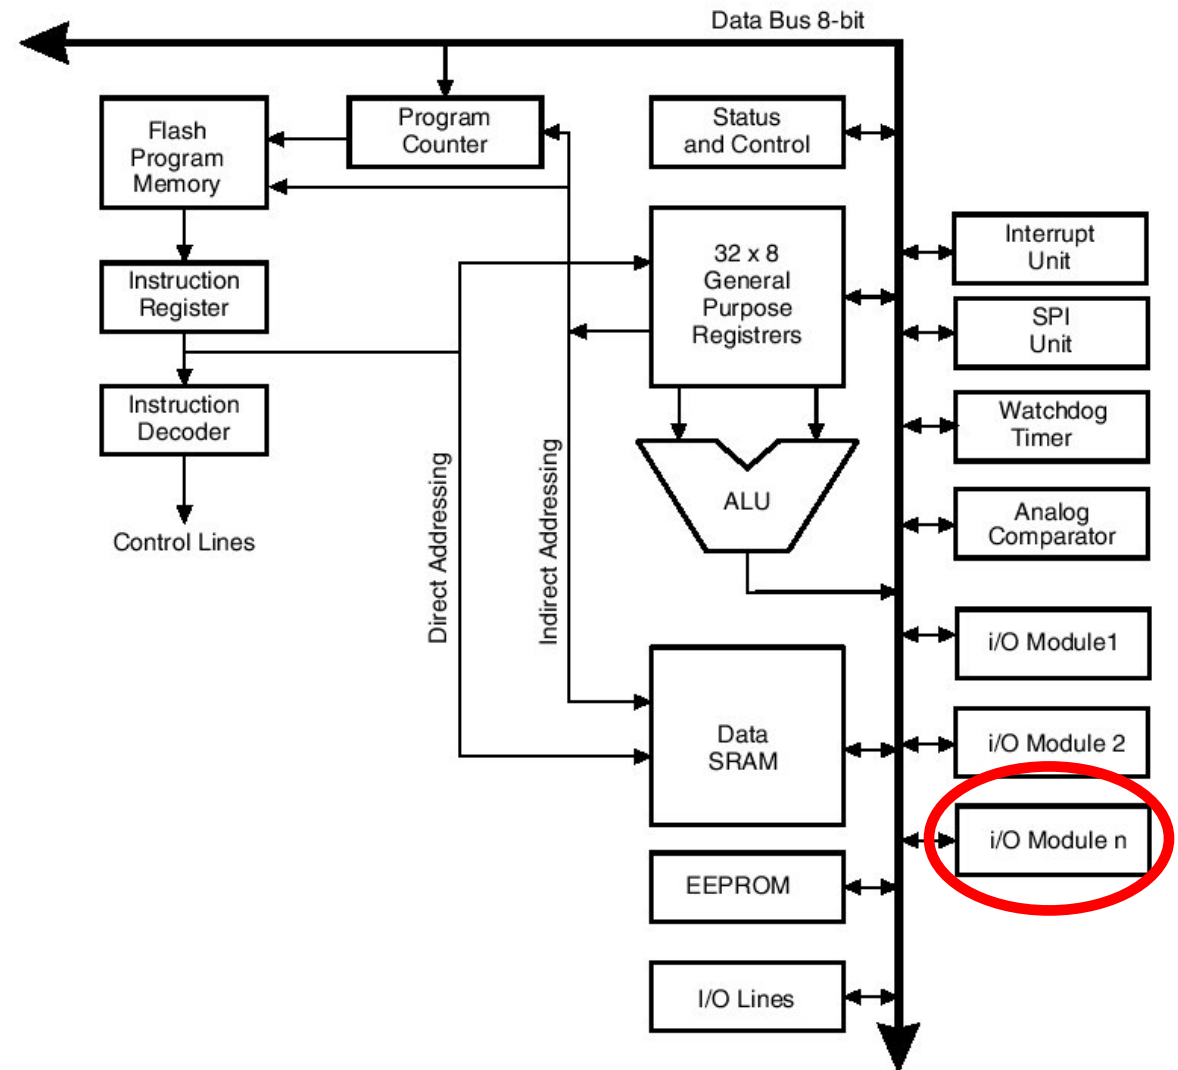 Data Bus 8-bit
Flash
Program
Memory
Program
Counter
Status
and Control
Instruction
Register
32 x 8
General
Purpose
Registrers
Interrupt
Unit
SPI
Unit
Instruction
Decoder
Watchdog
Timer
ALU
Control Lines
Direct Addressing
Indirect Addressing
Analog
Comparator
i/O Module1
Data
SRAM
i/O Module 2
i/O Module n
EEPROM
I/O Lines